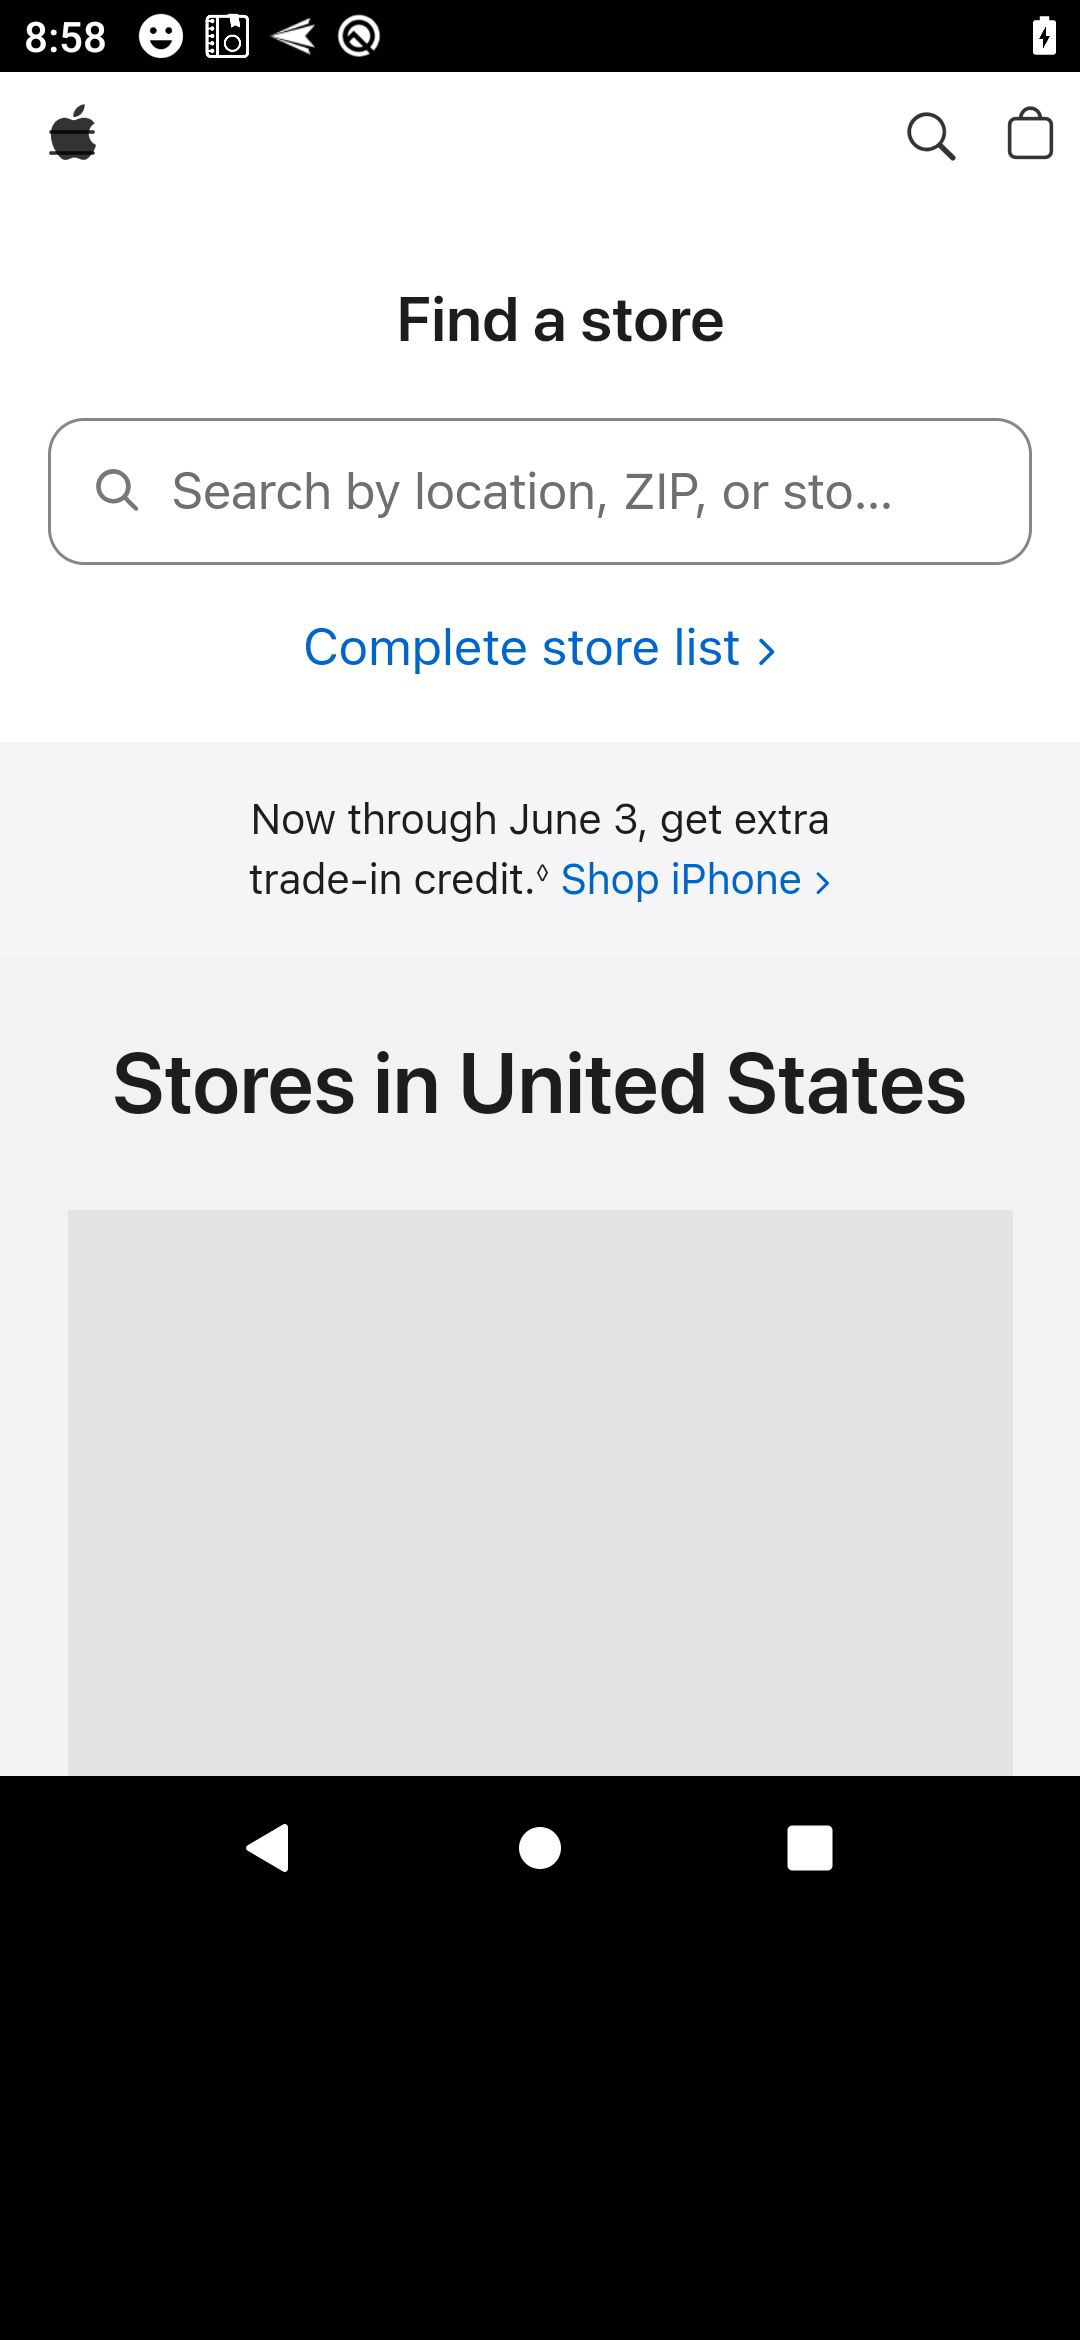 8:58
Find a store
Search by location, ZIP, or sto...
Complete store list >
Now through June 3, get extra
trade-in credit.◊ Shop iPhone >
Stores in United States